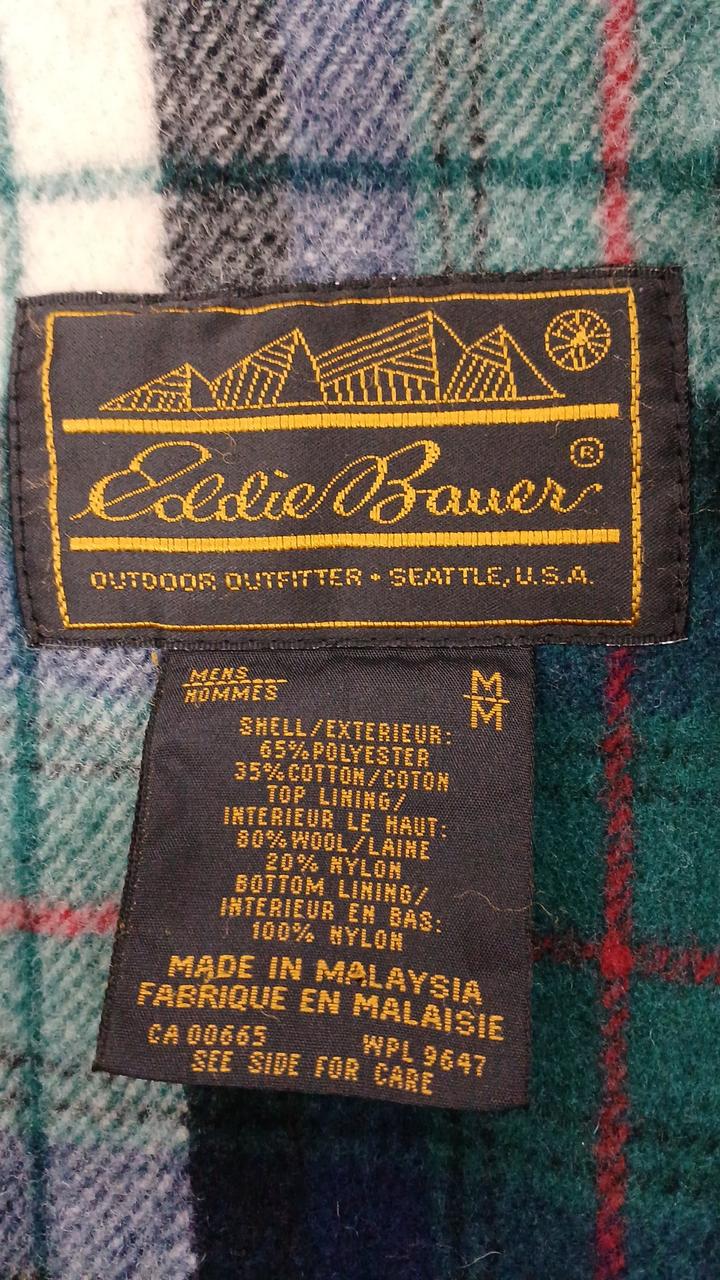 Eddie Bauer ®
OUTDOOR OUTFITTER • SEATTLE, U.S.A.
MENS
HOMMES
M
M
SHELL/EXTERIEUR:
65%POLYESTER
35%COTTON/COTON
TOP LINING/
INTERIEUR LE HAUT:
80%WOOL/LAINE
20% NYLON
BOTTOM LINING/
INTERIEUR EN BAS:
100% NYLON
MADE IN MALAYSIA
FABRIQUE EN MALAISIE
CA 00665 WPL 9647
SEE SIDE FOR CARE